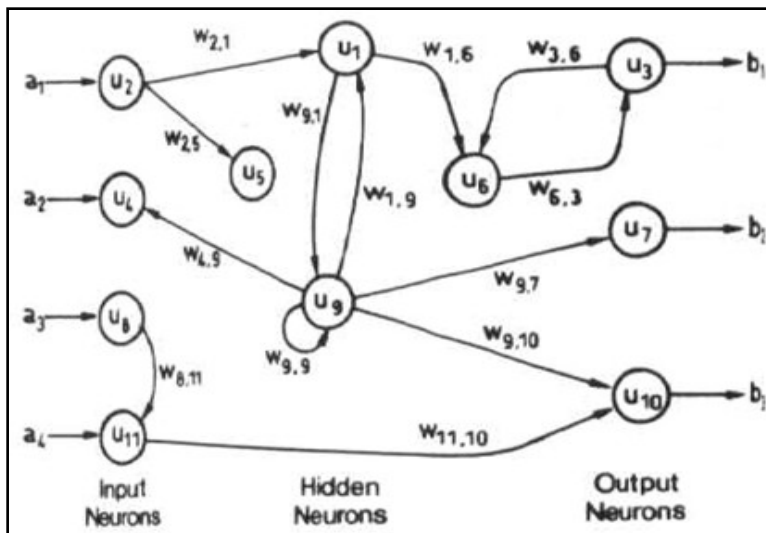 w2,1
u1
w1,6
w3,6
u3
b1
a1
u2
w9,1
w2,5
u5
u6
w6,3
a2
u4
w1,9
u7
b2
w4,9
w9,7
a3
u8
u9
w9,9
w9,10
w8,11
u10
b3
a4
u11
w11,10
Input
Neurons
Hidden
Neurons
Output
Neurons